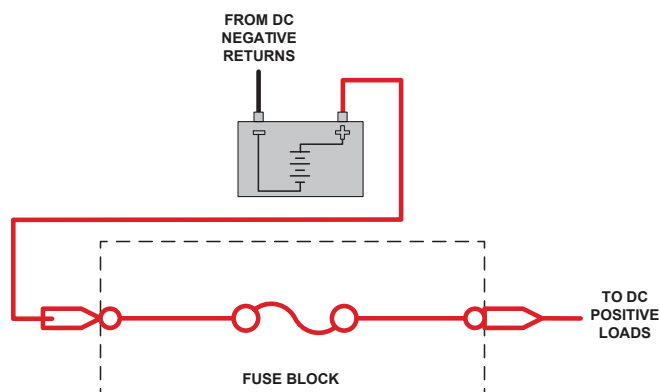 FROM DC
NEGATIVE
RETURNS
TO DC
POSITIVE
LOADS
FUSE BLOCK